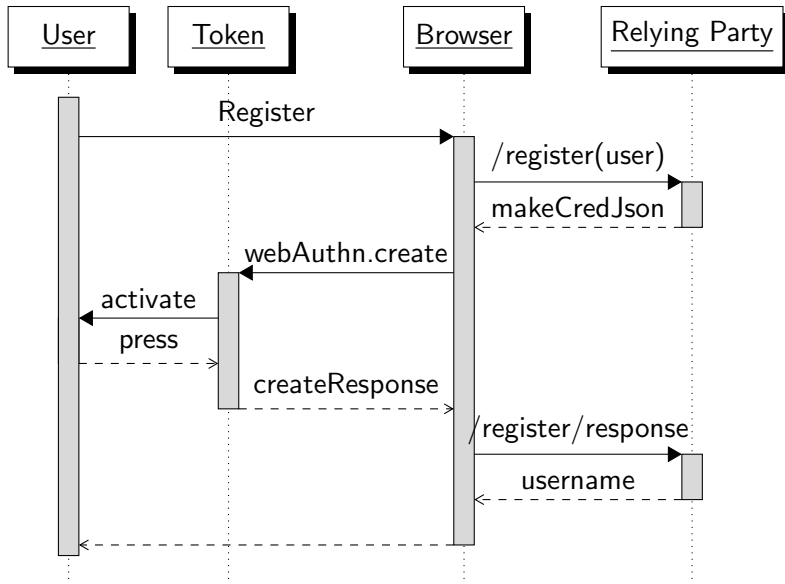 User
Token
Browser
Relying Party
Register
/register(user)
makeCredJson
webAuthn.create
activate
press
createResponse
/register/response
username